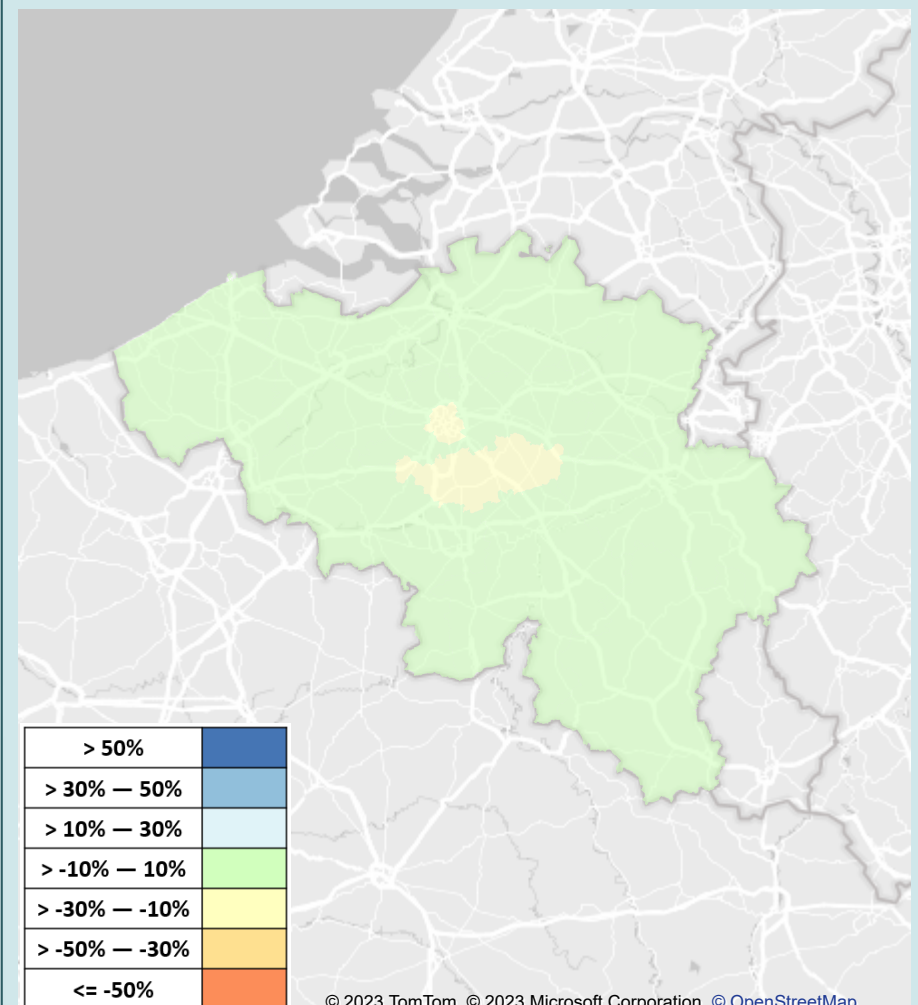 > 50%
> 30% — 50%
> 10% — 30%
> -10% — 10%
> -30% — -10%
> -50% — -30%
<= -50%
© 2023 TomTom, © 2023 Microsoft Corporation, © OpenStreetMap